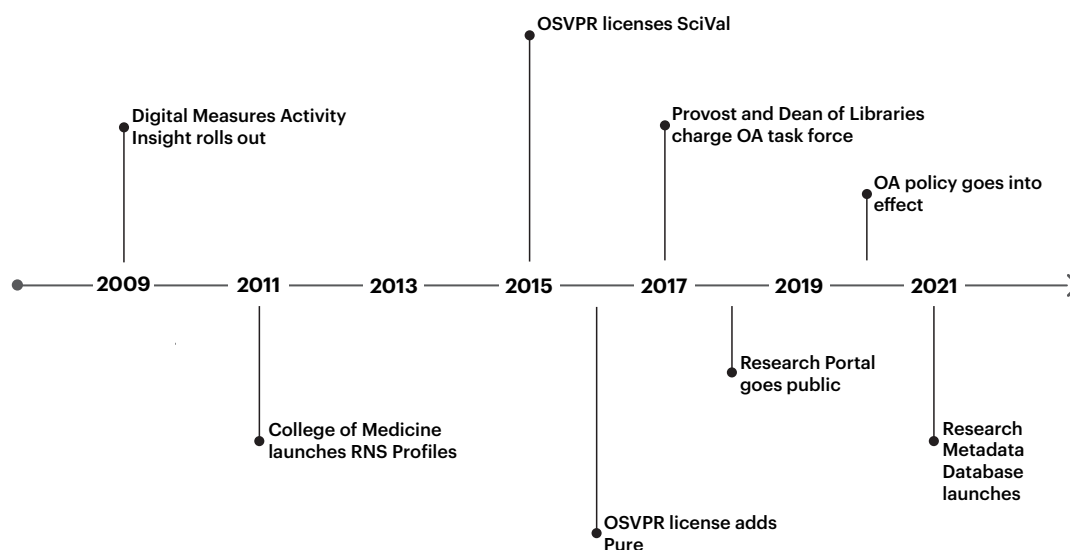 OSVPR licenses SciVal
Digital Measures Activity
Insight rolls out
Provost and Dean of Libraries
charge OA task force
OA policy goes into
effect
2009
2011
2013
2015
2017
2019
2021
Research Portal
goes public
College of Medicine
launches RNS Profiles
Research
Metadata
Database
launches
OSVPR license adds
Pure